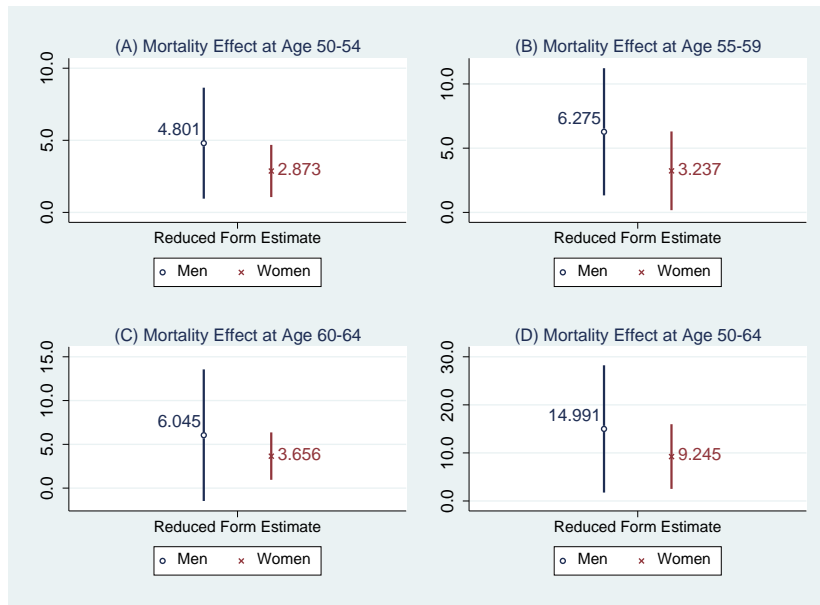 (A) Mortality Effect at Age 50-54
10.0
5.0
0.0
4.801
2.873
Reduced Form Estimate
Men
Women
(B) Mortality Effect at Age 55-59
10.0
5.0
0.0
6.275
3.237
Reduced Form Estimate
Men
Women
(C) Mortality Effect at Age 60-64
15.0
10.0
5.0
0.0
6.045
3.656
Reduced Form Estimate
Men
Women
(D) Mortality Effect at Age 50-64
30.0
20.0
10.0
0.0
14.991
9.245
Reduced Form Estimate
Men
Women